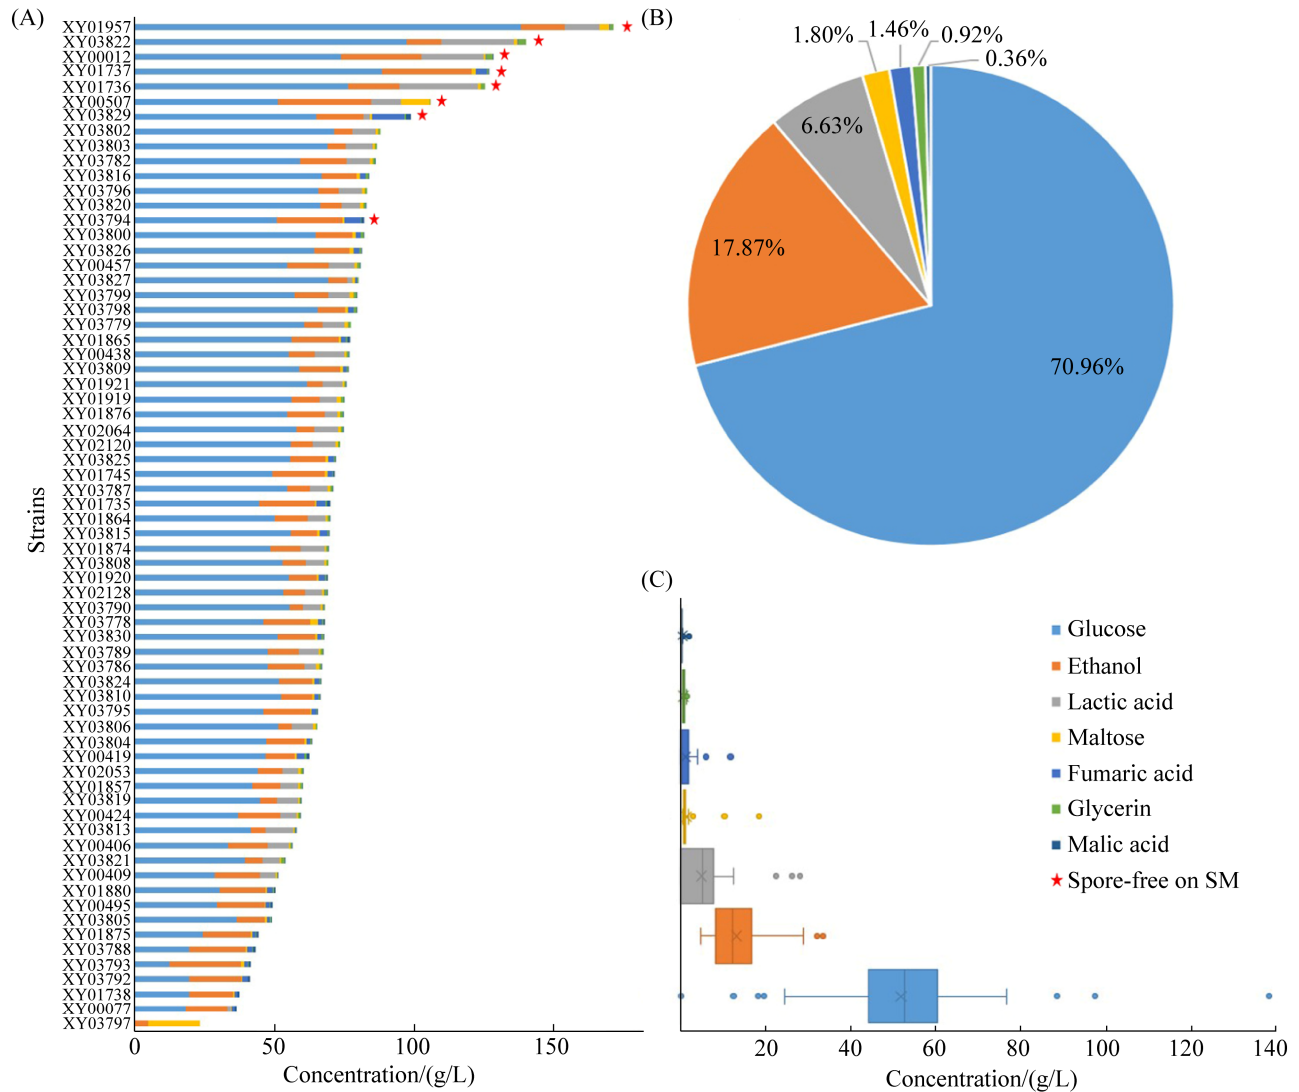 (A)
XY01957
XY03822
XY00012
XY01737
XY01736
XY00507
XY03829
XY03802
XY03803
XY03782
XY03816
XY03796
XY03820
XY03794
XY03800
XY03826
XY00457
XY03827
XY03799
XY03798
XY03779
XY01865
XY00438
XY03809
XY01921
XY01919
XY01876
XY02064
XY02120
XY03825
XY01745
XY03787
XY01735
XY01864
XY03815
XY01874
XY03808
XY01920
XY02128
XY03790
XY03778
XY03830
XY03789
XY03786
XY03824
XY03810
XY03795
XY03806
XY03804
XY00419
XY02053
XY01857
XY03819
XY00424
XY03813
XY00406
XY03821
XY00409
XY01880
XY00495
XY03805
XY01875
XY03788
XY03793
XY03792
XY01738
XY00077
XY03797
Strains
0 50 100 150
Concentration/(g/L)
(B)
1.80%
1.46%
0.92%
0.36%
6.63%
17.87%
70.96%
(C)
Glucose
Ethanol
Lactic acid
Maltose
Fumaric acid
Glycerin
Malic acid
Spore-free on SM
20 40 60 80 100 120 140
Concentration/(g/L)